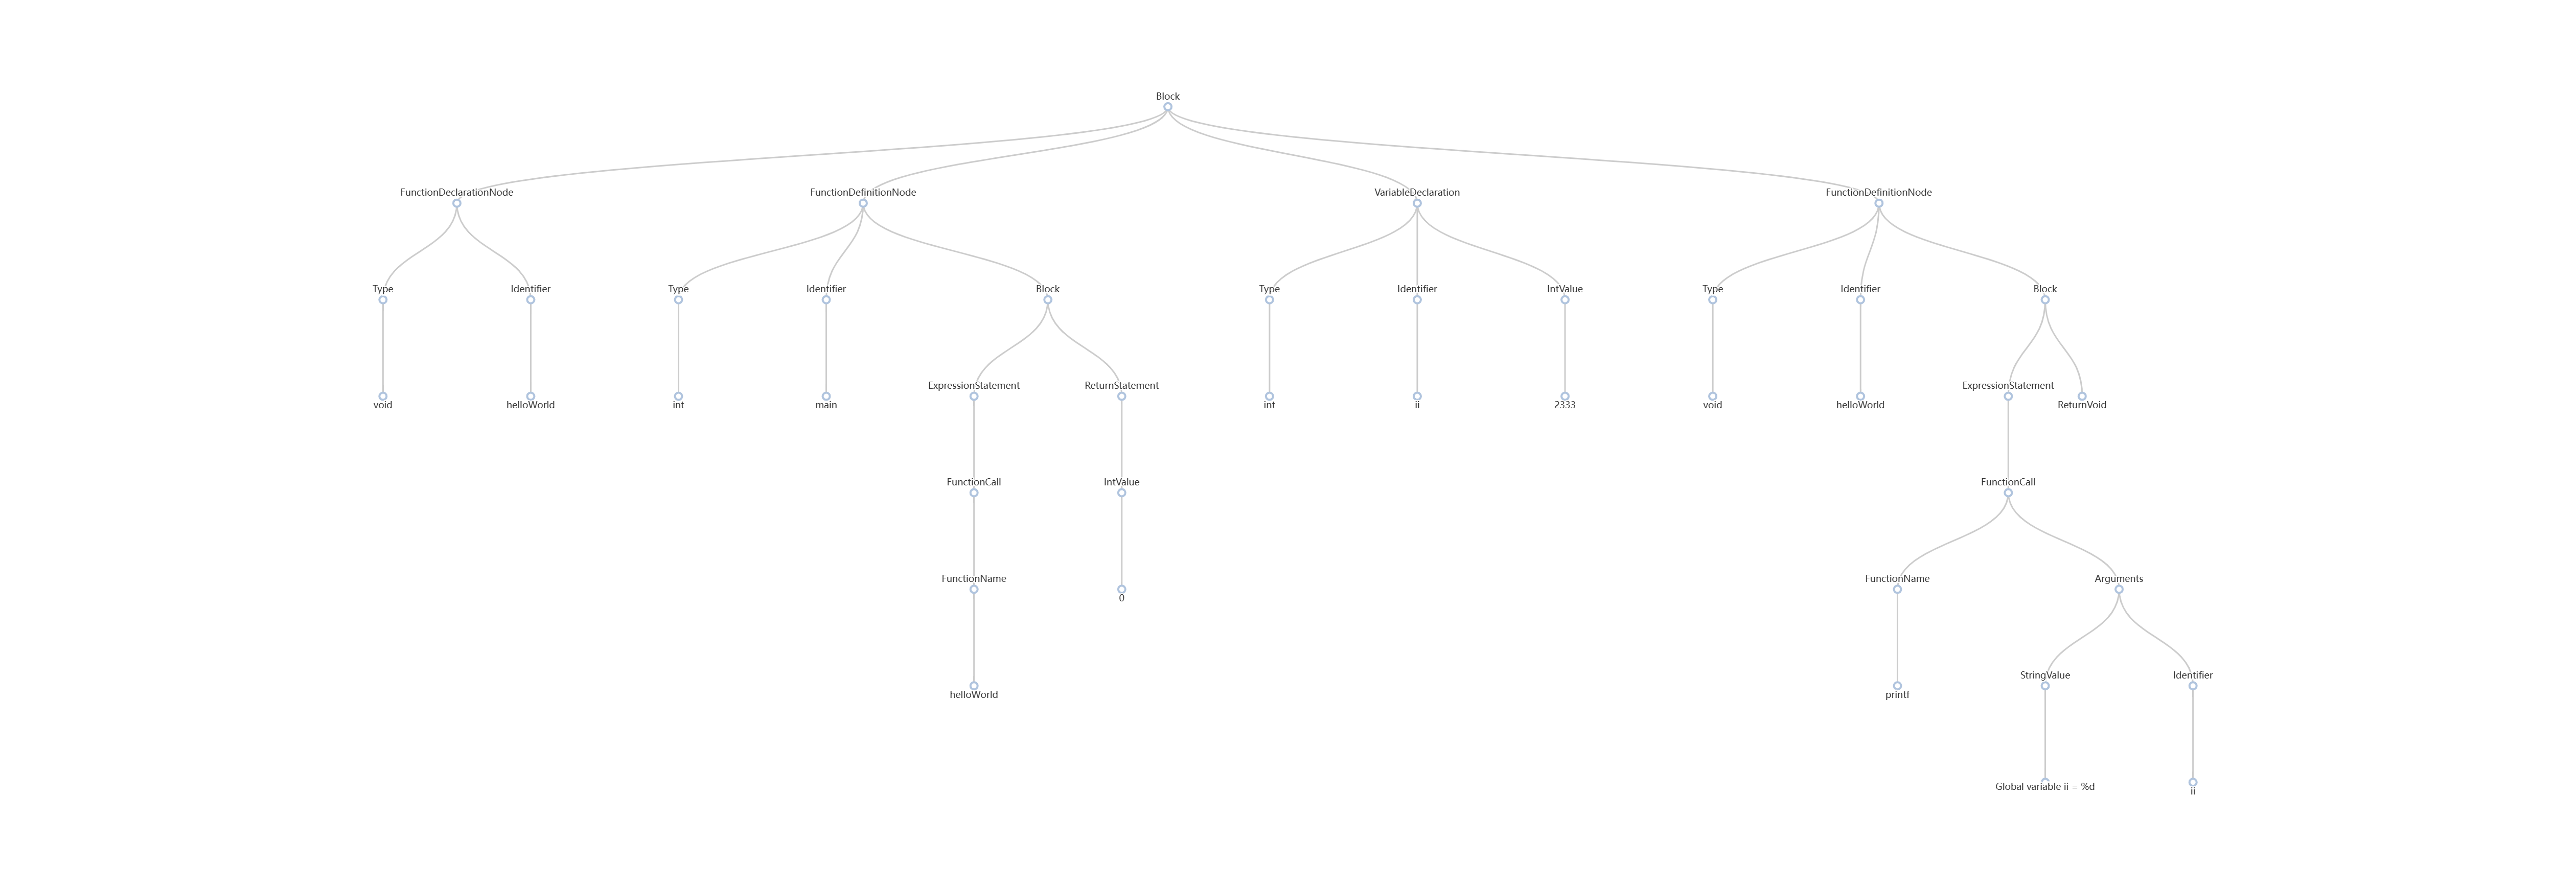 Block
FunctionDeclarationNode
FunctionDefinitionNode
VariableDeclaration
FunctionDefinitionNode
Type
Identifier
Type
Identifier
Block
Type
Identifier
IntValue
Type
Identifier
Block
ExpressionStatement
ReturnStatement
ExpressionStatement
void
helloWorld
int
main
int
ii
2333
void
helloWorld
ReturnVoid
FunctionCall
IntValue
FunctionCall
FunctionName
FunctionName
Arguments
0
StringValue
Identifier
helloWorld
printf
Global variable ii = %d
ii